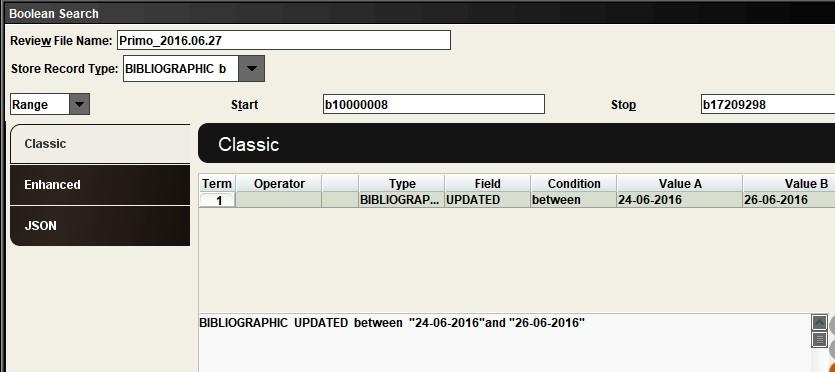 Boolean Search
Review File Name: Primo_2016.06.27
Store Record Type: BIBLIOGRAPHIC b
Range Start b10000008 Stop b17209298
Classic
Enhanced
JSON
Classic
Term Operator Type Field Condition Value A Value B
1 BIBLIOGRAP... UPDATED between 24-06-2016 26-06-2016
BIBLIOGRAPHIC UPDATED between "24-06-2016"and "26-06-2016"